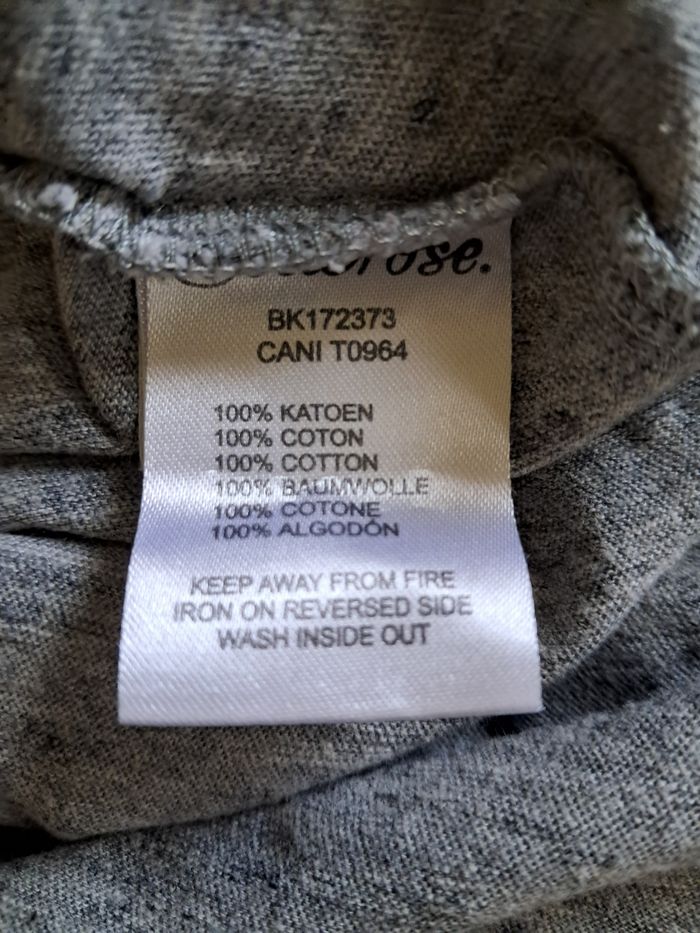 BK172373
CANI T0964
100% KATOEN
100% COTON
100% COTTON
100% BAUMWOLLE
100% COTONE
100% ALGODÓN
KEEP AWAY FROM FIRE
IRON ON REVERSED SIDE
WASH INSIDE OUT